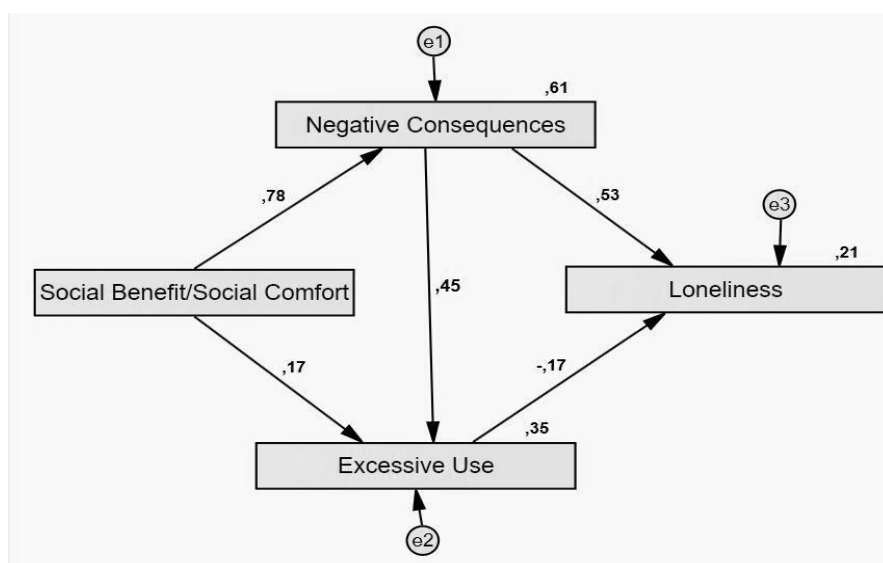 e1
,61
Negative Consequences
,78
,53
e3
,21
Social Benefit/Social Comfort
,45
Loneliness
,17
-,17
,35
Excessive Use
e2